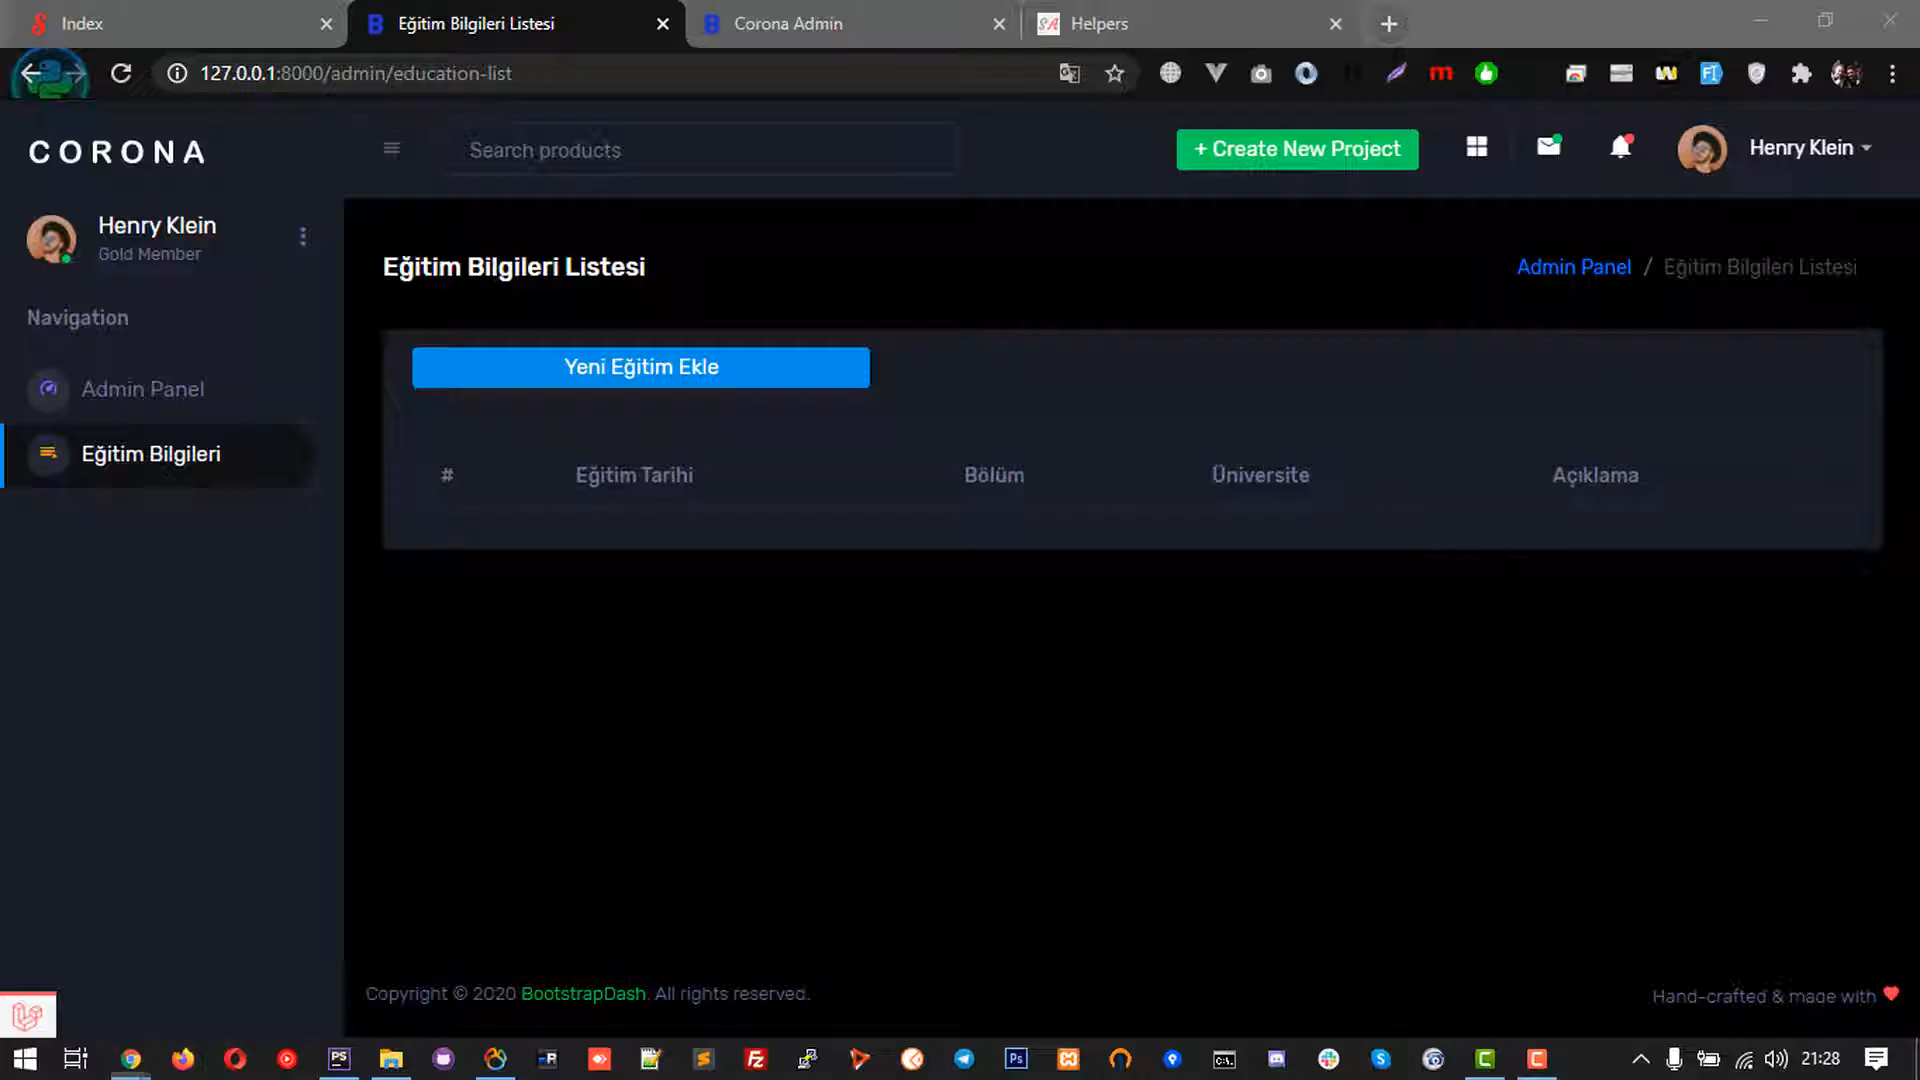 Index
Eğitim Bilgileri Listesi
Corona Admin
Helpers
127.0.0.1:8000/admin/education-list
CORONA
Search products
+ Create New Project
Henry Klein
Henry Klein
Gold Member
Navigation
Admin Panel
Eğitim Bilgileri
Eğitim Bilgileri Listesi
Admin Panel / Eğitim Bilgileri Listesi
Yeni Eğitim Ekle
# Eğitim Tarihi Bölüm Üniversite Açıklama
Copyright © 2020 BootstrapDash. All rights reserved.
Hand-crafted & made with
21:28